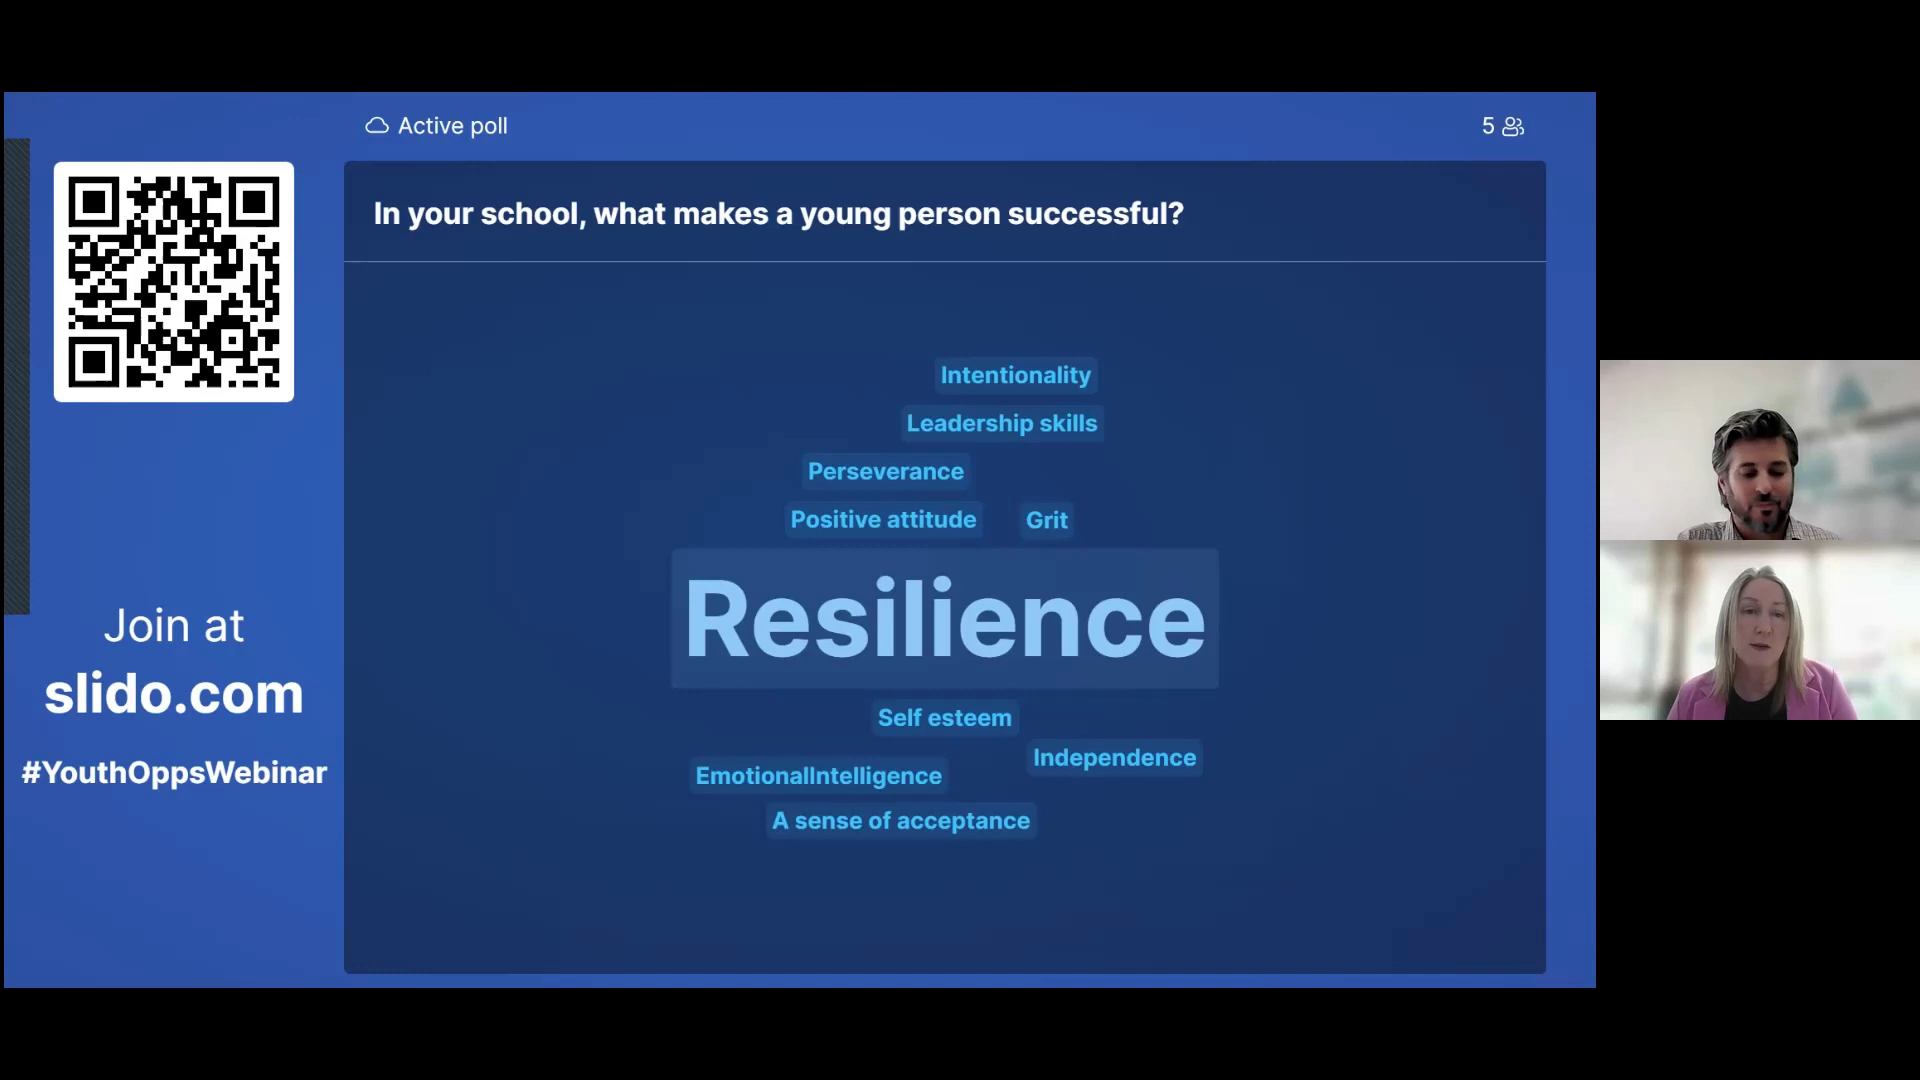 Active poll
5
In your school, what makes a young person successful?
Intentionality
Leadership skills
Perseverance
Positive attitude
Grit
Resilience
Self esteem
Independence
EmotionalIntelligence
A sense of acceptance
Join at
slido.com
#YouthOppsWebinar